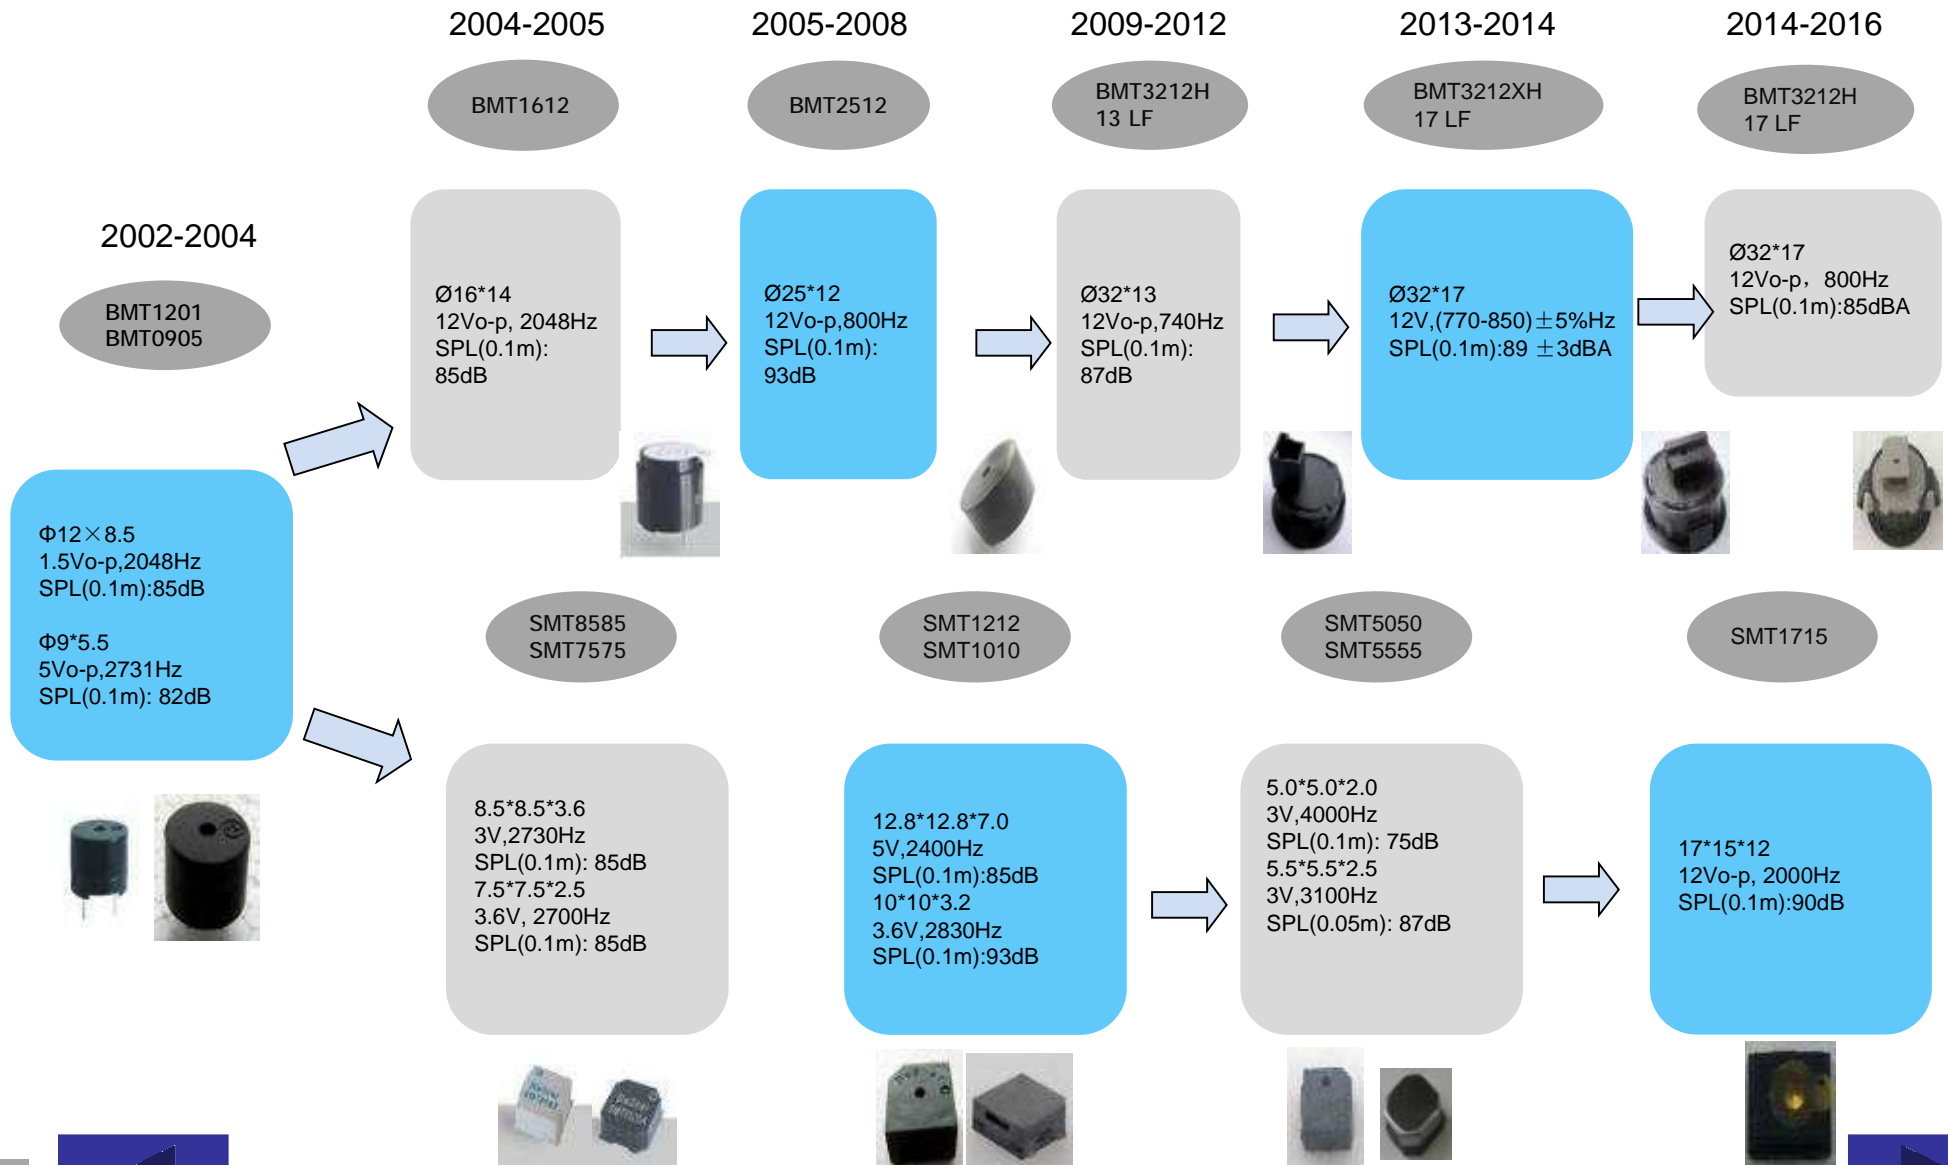 2004-2005
2005-2008
2009-2012
2013-2014
2014-2016
BMT1612
BMT2512
BMT3212H
13 LF
BMT3212XH
17 LF
BMT3212H
17 LF
2002-2004
BMT1201
BMT0905
Ø16*14
12Vo-p, 2048Hz
SPL(0.1m):
85dB
Ø25*12
12Vo-p,800Hz
SPL(0.1m):
93dB
Ø32*13
12Vo-p,740Hz
SPL(0.1m):
87dB
Ø32*17
12V,(770-850)±5%Hz
SPL(0.1m):89 ±3dBA
Ø32*17
12Vo-p，800Hz
SPL(0.1m):85dBA
Φ12×8.5
1.5Vo-p,2048Hz
SPL(0.1m):85dB
Φ9*5.5
5Vo-p,2731Hz
SPL(0.1m): 82dB
SMT8585
SMT7575
SMT1212
SMT1010
SMT5050
SMT5555
SMT1715
8.5*8.5*3.6
3V,2730Hz
SPL(0.1m): 85dB
7.5*7.5*2.5
3.6V, 2700Hz
SPL(0.1m): 85dB
12.8*12.8*7.0
5V,2400Hz
SPL(0.1m):85dB
10*10*3.2
3.6V,2830Hz
SPL(0.1m):93dB
5.0*5.0*2.0
3V,4000Hz
SPL(0.1m): 75dB
5.5*5.5*2.5
3V,3100Hz
SPL(0.05m): 87dB
17*15*12
12Vo-p, 2000Hz
SPL(0.1m):90dB